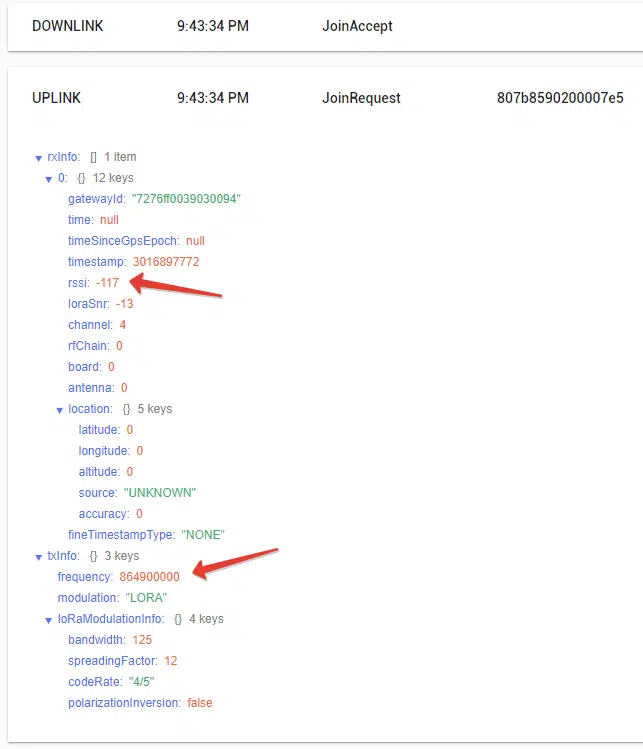 DOWNLINK 9:43:34 PM JoinAccept
UPLINK 9:43:34 PM JoinRequest 807b8590200007e5
▼ rxInfo: [] 1 item
▼ 0: {} 12 keys
gatewayId: "7276ff0039030094"
time: null
timeSinceGpsEpoch: null
timestamp: 3016897772
rssi: -117
loraSnr: -13
channel: 4
rfChain: 0
board: 0
antenna: 0
▼ location: {} 5 keys
latitude: 0
longitude: 0
altitude: 0
source: "UNKNOWN"
accuracy: 0
fineTimestampType: "NONE"
▼ txInfo: {} 3 keys
frequency: 864900000
modulation: "LORA"
▼ loRaModulationInfo: {} 4 keys
bandwidth: 125
spreadingFactor: 12
codeRate: "4/5"
polarizationInversion: false